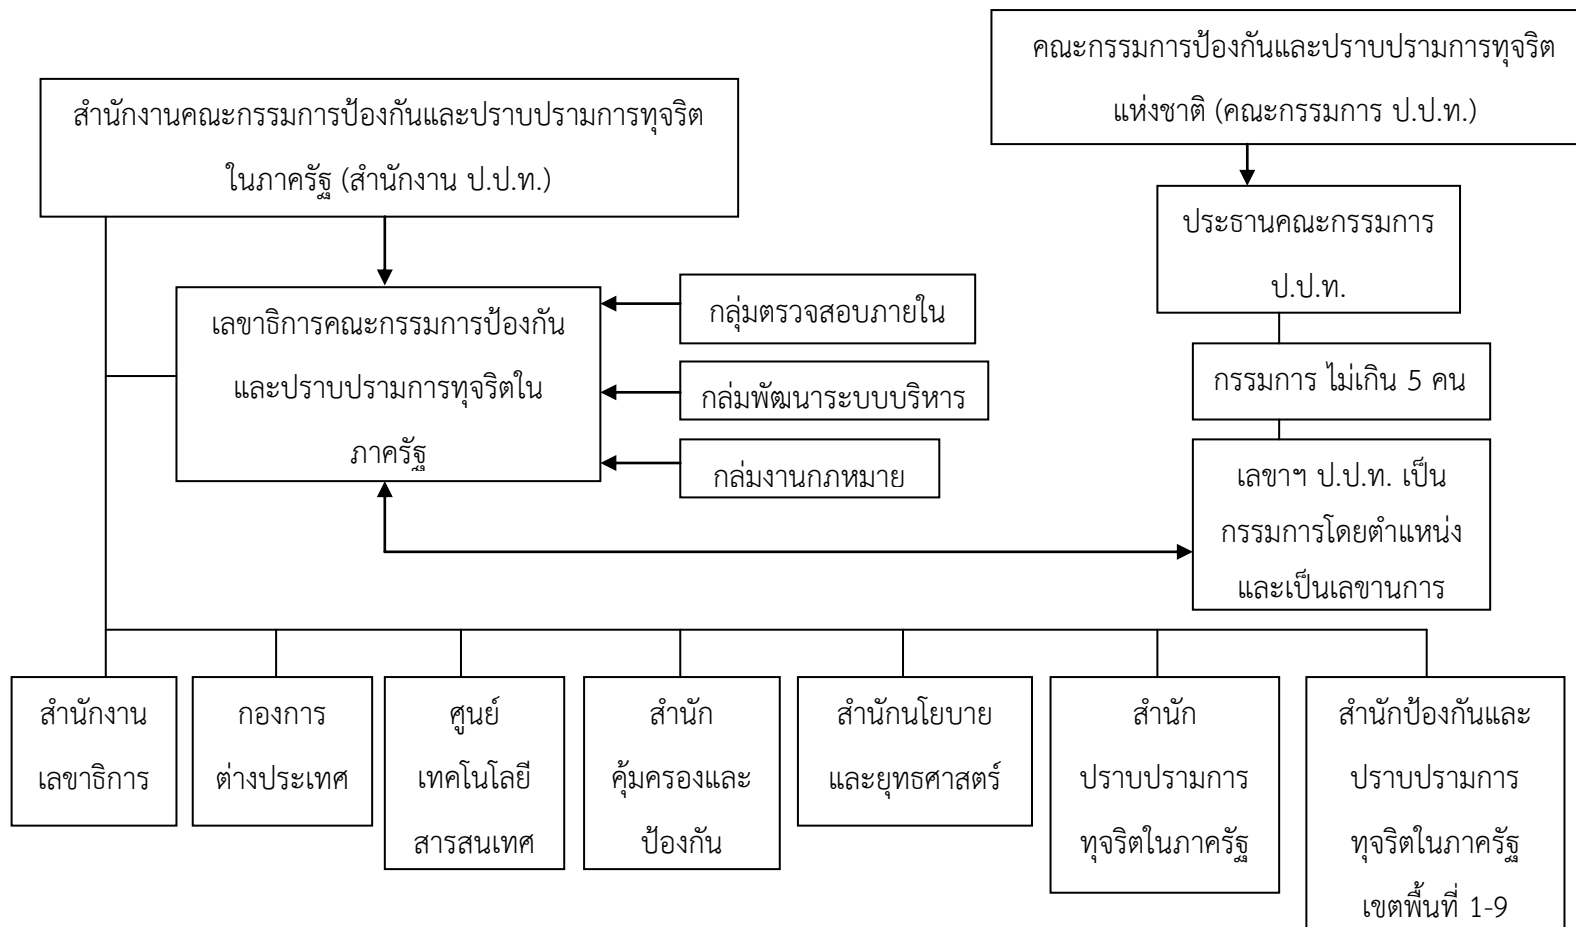 คณะกรรมการป้องกันและปราบปรามการทุจริต
แห่งชาติ (คณะกรรมการ ป.ป.ท.)
สำนักงานคณะกรรมการป้องกันและปราบปรามการทุจริต
ในภาครัฐ (สำนักงาน ป.ป.ท.)
ประธานคณะกรรมการ
ป.ป.ท.
เลขาธิการคณะกรรมการป้องกัน
และปราบปรามการทุจริตใน
ภาครัฐ
กลุ่มตรวจสอบภายใน
กลุ่มพัฒนาระบบบริหาร
กลุ่มงานกฎหมาย
กรรมการ ไม่เกิน 5 คน
เลขาฯ ป.ป.ท. เป็น
กรรมการโดยตำแหน่ง
และเป็นเลขานุการ
สำนักงาน
เลขาธิการ
กองการ
ต่างประเทศ
ศูนย์
เทคโนโลยี
สารสนเทศ
สำนัก
คุ้มครองและ
ป้องกัน
สำนักนโยบาย
และยุทธศาสตร์
สำนัก
ปราบปรามการ
ทุจริตในภาครัฐ
สำนักป้องกันและ
ปราบปรามการ
ทุจริตในภาครัฐ
เขตพื้นที่ 1-9